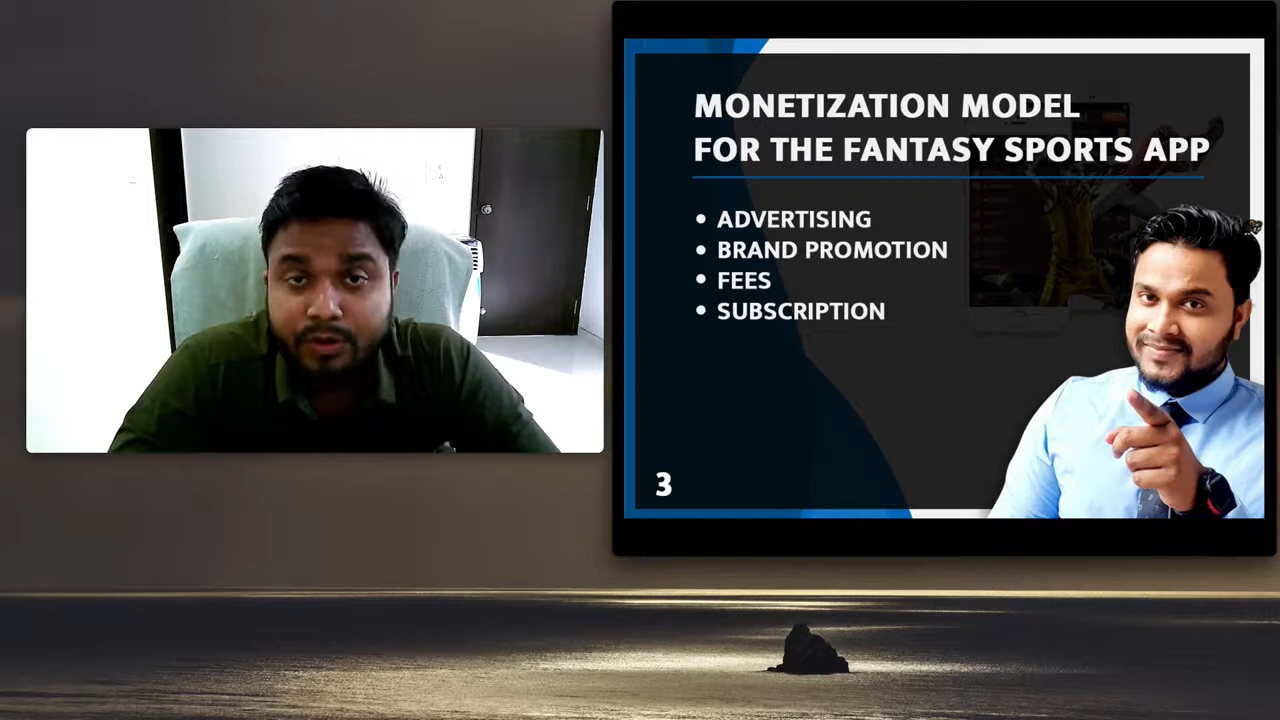 MONETIZATION MODEL
FOR THE FANTASY SPORTS APP
• ADVERTISING
• BRAND PROMOTION
• FEES
• SUBSCRIPTION
3